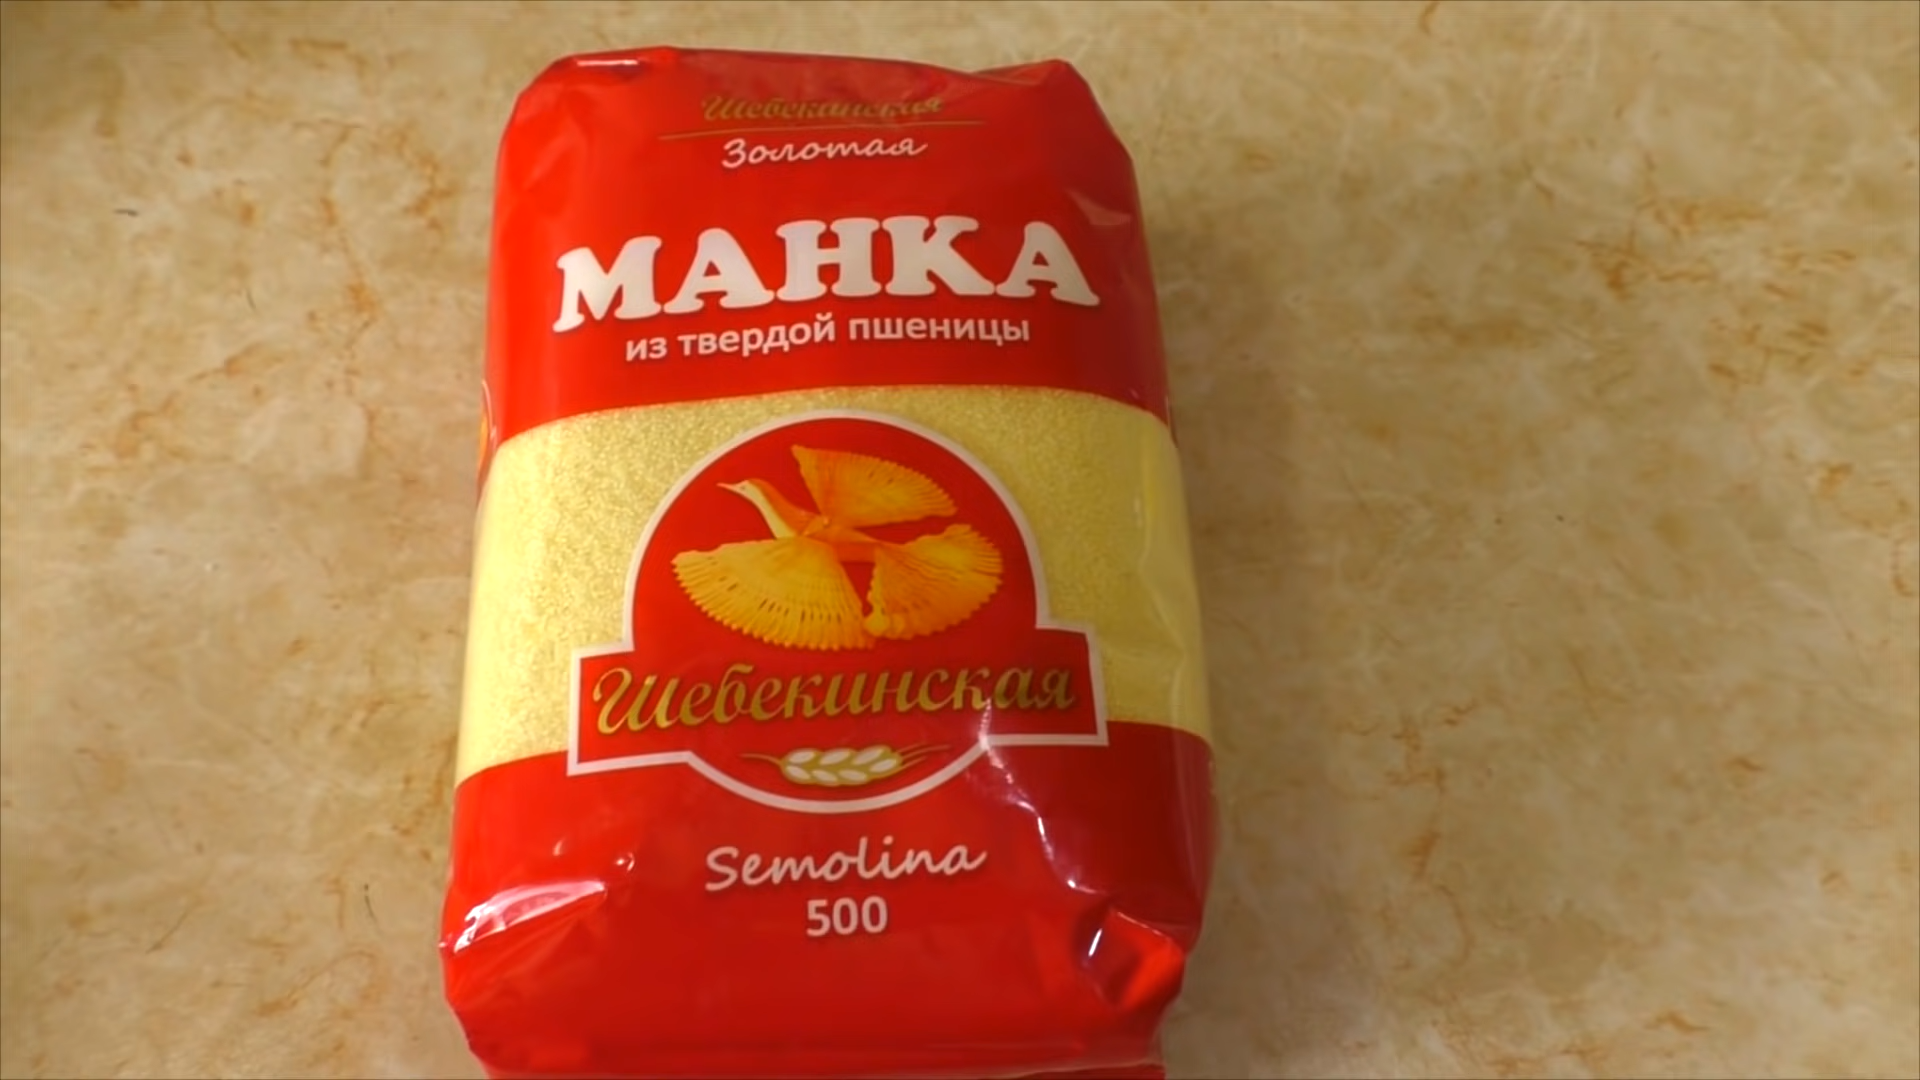 Шебекинская
Золотая
МАНКА
из твердой пшеницы
Шебекинская
Semolina
500